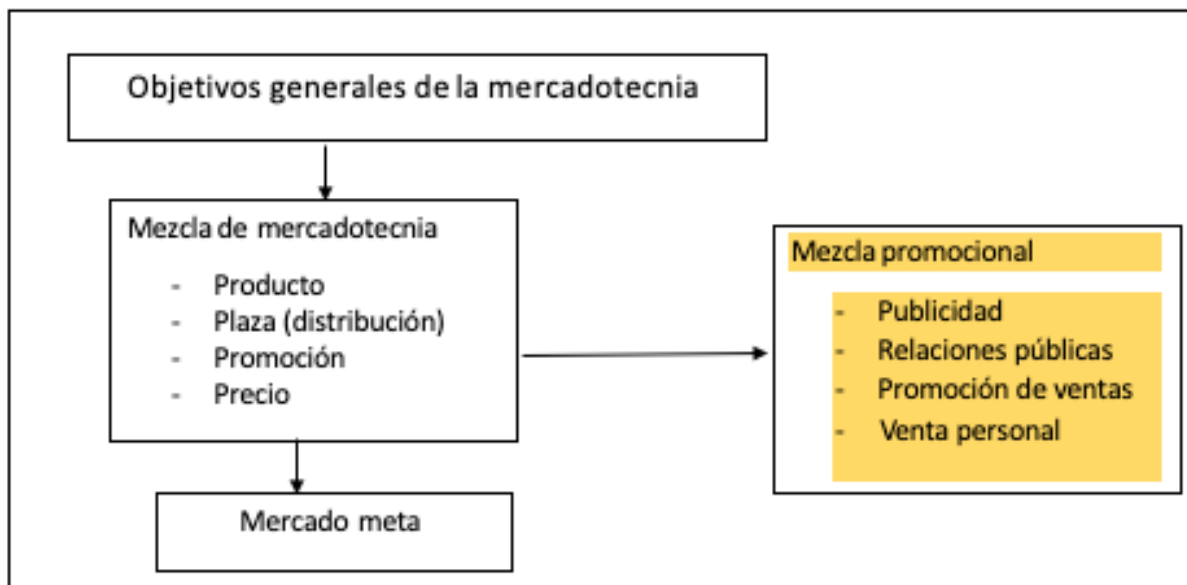 Objetivos generales de la mercadotecnia
Mezcla de mercadotecnia
- Producto
- Plaza (distribución)
- Promoción
- Precio
Mezcla promocional
- Publicidad
- Relaciones públicas
- Promoción de ventas
- Venta personal
Mercado meta